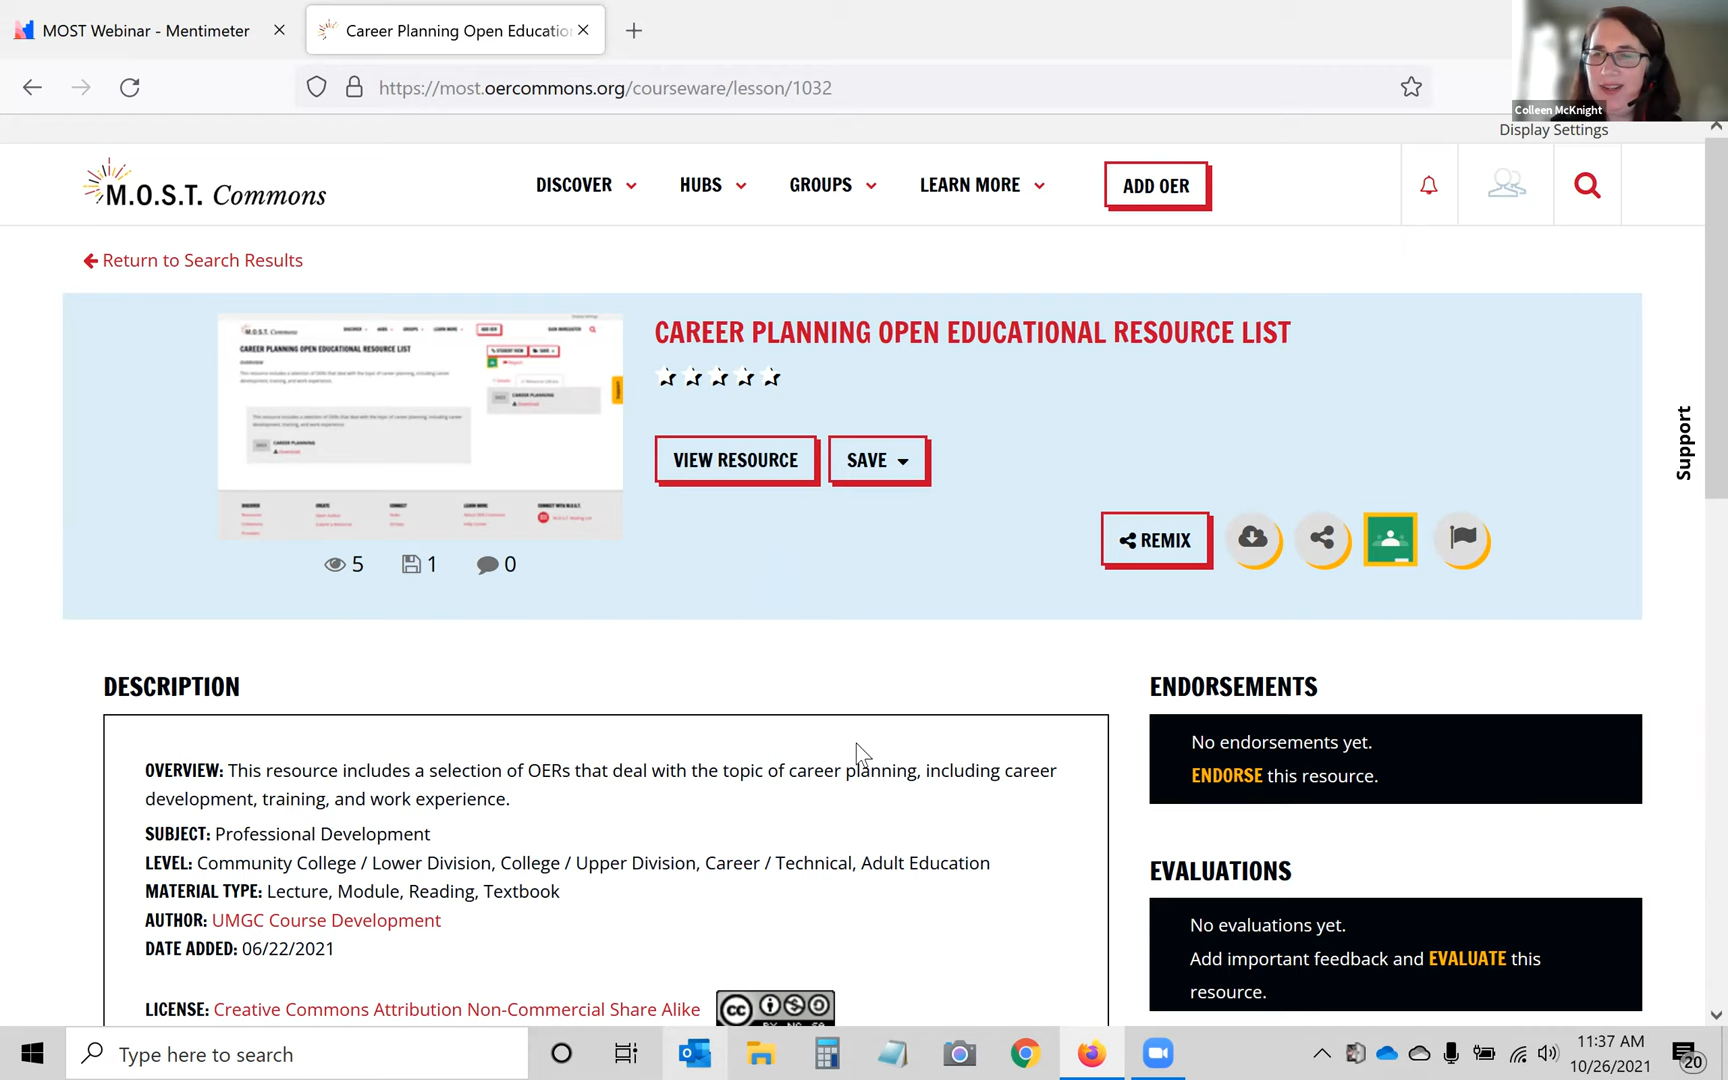 MOST Webinar - Mentimeter
Career Planning Open Educatio
https://most.oercommons.org/courseware/lesson/1032
Colleen McKnight
Display Settings
M.O.S.T. Commons
DISCOVER
HUBS
GROUPS
LEARN MORE
ADD OER
Return to Search Results
CAREER PLANNING OPEN EDUCATIONAL RESOURCE LIST
CAREER PLANNING OPEN EDUCATIONAL RESOURCE LIST
VIEW RESOURCE
SAVE
Support
REMIX
5
1
0
DESCRIPTION
OVERVIEW: This resource includes a selection of OERs that deal with the topic of career planning, including career
development, training, and work experience.
SUBJECT: Professional Development
LEVEL: Community College / Lower Division, College / Upper Division, Career / Technical, Adult Education
MATERIAL TYPE: Lecture, Module, Reading, Textbook
AUTHOR: UMGC Course Development
DATE ADDED: 06/22/2021
LICENSE: Creative Commons Attribution Non-Commercial Share Alike
cc
ENDORSEMENTS
No endorsements yet.
ENDORSE this resource.
EVALUATIONS
No evaluations yet.
Add important feedback and EVALUATE this
resource.
Type here to search
11:37 AM
10/26/2021
20